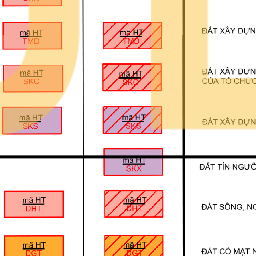 mã HT
TMD
mã HT
TMD
ĐẤT XÂY DỰN
mã HT
SKC
mã HT
SKC
ĐẤT XÂY DỰN
CỦA TỔ CHỨC
mã HT
SKS
mã HT
SKS
ĐẤT XÂY DỰN
mã HT
SKX
ĐẤT TÍN NGƯỠ
mã HT
DHT
mã HT
DHT
ĐẤT SÔNG, NG
mã HT
DGT
mã HT
DGT
ĐẤT CÓ MẶT N